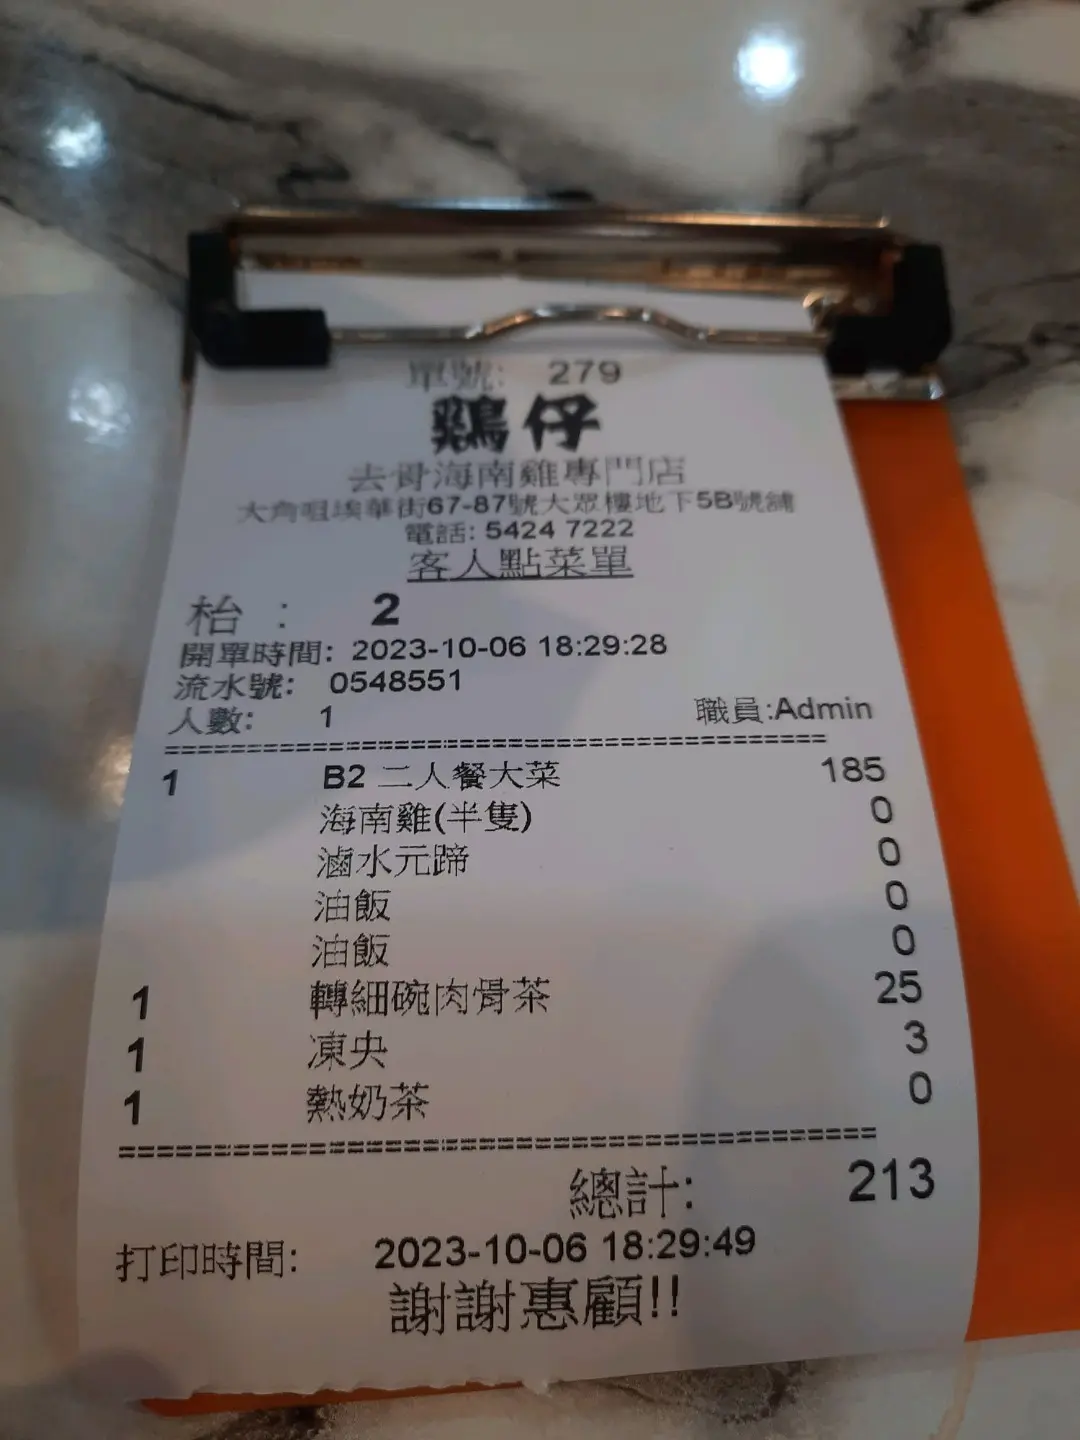 單號: 279
鷄仔
去骨海南雞專門店
大角咀埃華街67-87號大眾樓地下5B號舖
電話: 5424 7222
客人點菜單
枱 : 2
開單時間: 2023-10-06 18:29:28
流水號: 0548551
人數: 1 職員:Admin
================================================
1 B2 二人餐大菜 185
海南雞(半隻) 0
滷水元蹄 0
油飯 0
油飯 0
1 轉細碗肉骨茶 25
1 凍央 3
1 熱奶茶 0
================================================
總計: 213
打印時間: 2023-10-06 18:29:49
謝謝惠顧!!